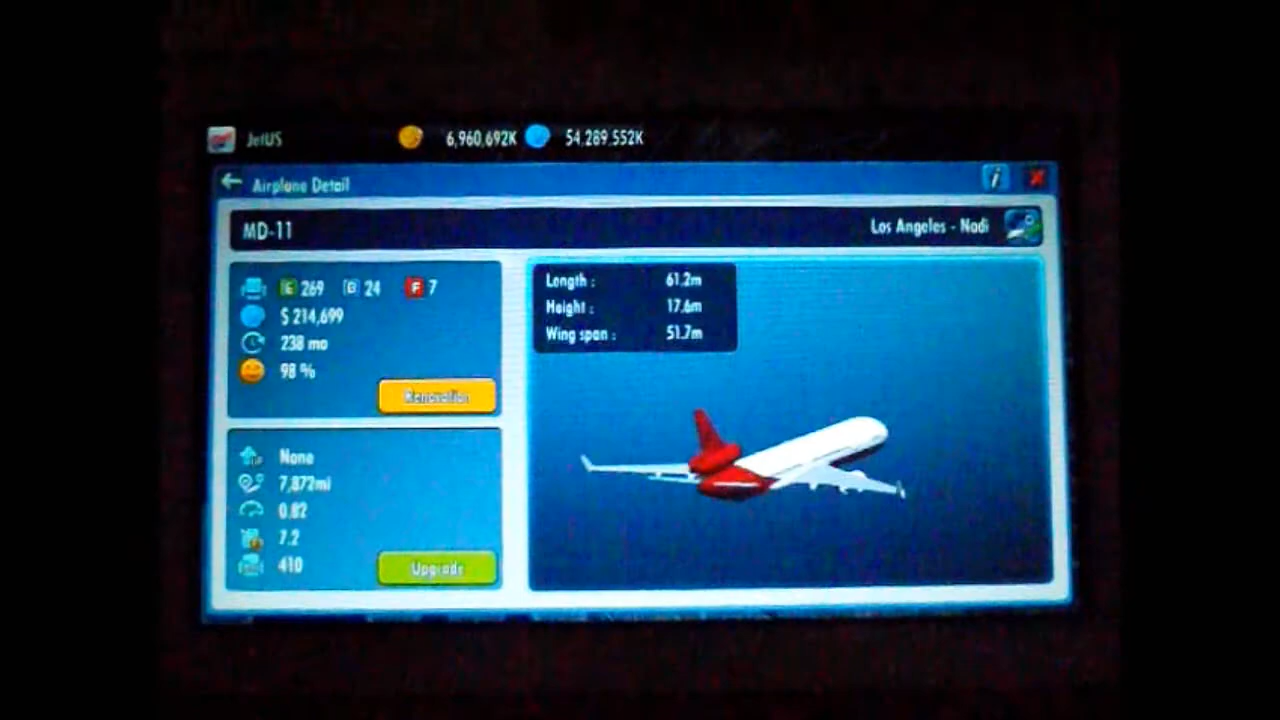 JetUS 6,960,692K 54,289,552K
Airplane Detail i
MD-11 Los Angeles - Nadi
E 269 B 24 F 7
$ 214,699
238 mo
98 %
Renovation
None
7,872mi
0.82
7.2
410
Upgrade
Length : 61.2m
Height : 17.6m
Wing span : 51.7m